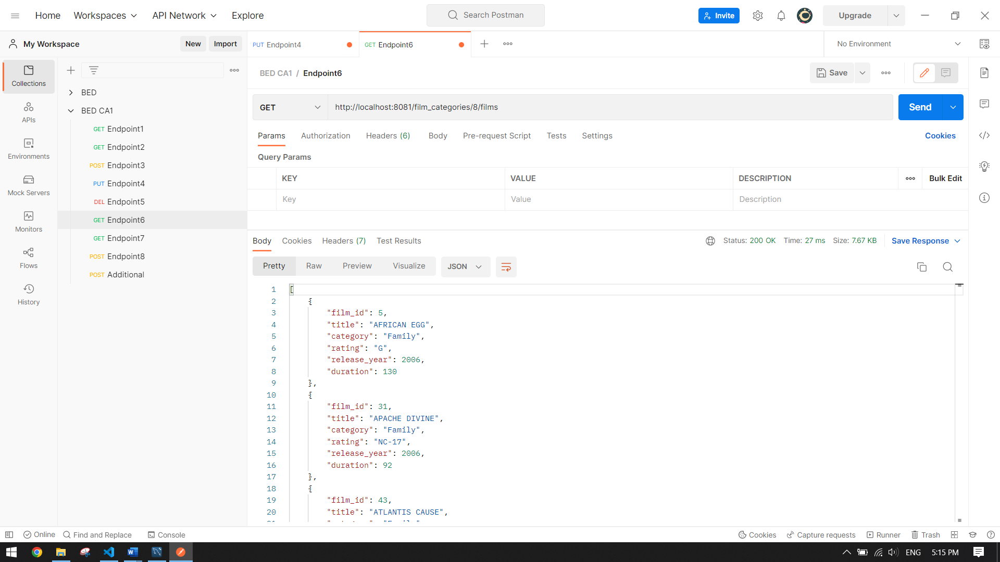 Home Workspaces API Network Explore Search Postman Invite Upgrade
My Workspace New Import PUT Endpoint4 GET Endpoint6 No Environment
Collections
APIs
Environments
Mock Servers
Monitors
Flows
History
BED
BED CA1
GET Endpoint1
GET Endpoint2
POST Endpoint3
PUT Endpoint4
DEL Endpoint5
GET Endpoint6
GET Endpoint7
POST Endpoint8
POST Additional
BED CA1 / Endpoint6 Save
GET http://localhost:8081/film_categories/8/films Send
Params Authorization Headers (6) Body Pre-request Script Tests Settings Cookies
Query Params
KEY VALUE DESCRIPTION Bulk Edit
Key Value Description
Body Cookies Headers (7) Test Results Status: 200 OK Time: 27 ms Size: 7.67 KB Save Response
Pretty Raw Preview Visualize JSON
1 [
2 {
3 "film_id": 5,
4 "title": "AFRICAN EGG",
5 "category": "Family",
6 "rating": "G",
7 "release_year": 2006,
8 "duration": 130
9 },
10 {
11 "film_id": 31,
12 "title": "APACHE DIVINE",
13 "category": "Family",
14 "rating": "NC-17",
15 "release_year": 2006,
16 "duration": 92
17 },
18 {
19 "film_id": 43,
20 "title": "ATLANTIS CAUSE",
Online Find and Replace Console Cookies Capture requests Runner Trash
ENG 5:15 PM